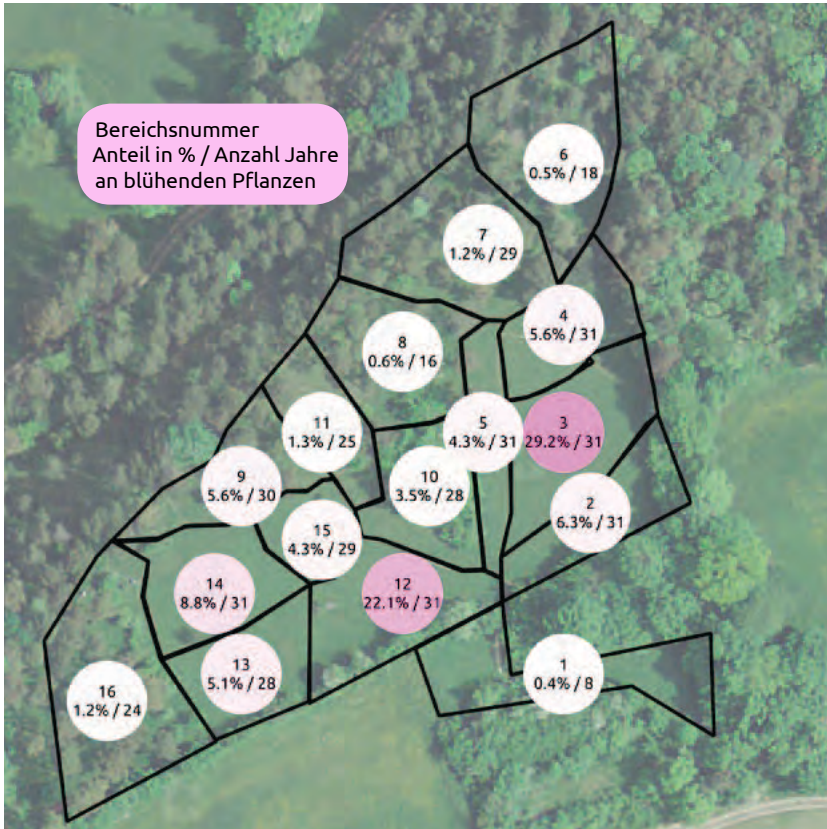 Bereichsnummer
Anteil in % / Anzahl Jahre
an blühenden Pflanzen
6
0.5% / 18
7
1.2% / 29
4
5.6% / 31
8
0.6% / 16
11
1.3% / 25
5
4.3% / 31
3
29.2% / 31
9
5.6% / 30
10
3.5% / 28
2
6.3% / 31
15
4.3% / 29
14
8.8% / 31
12
22.1% / 31
13
5.1% / 28
1
0.4% / 8
16
1.2% / 24